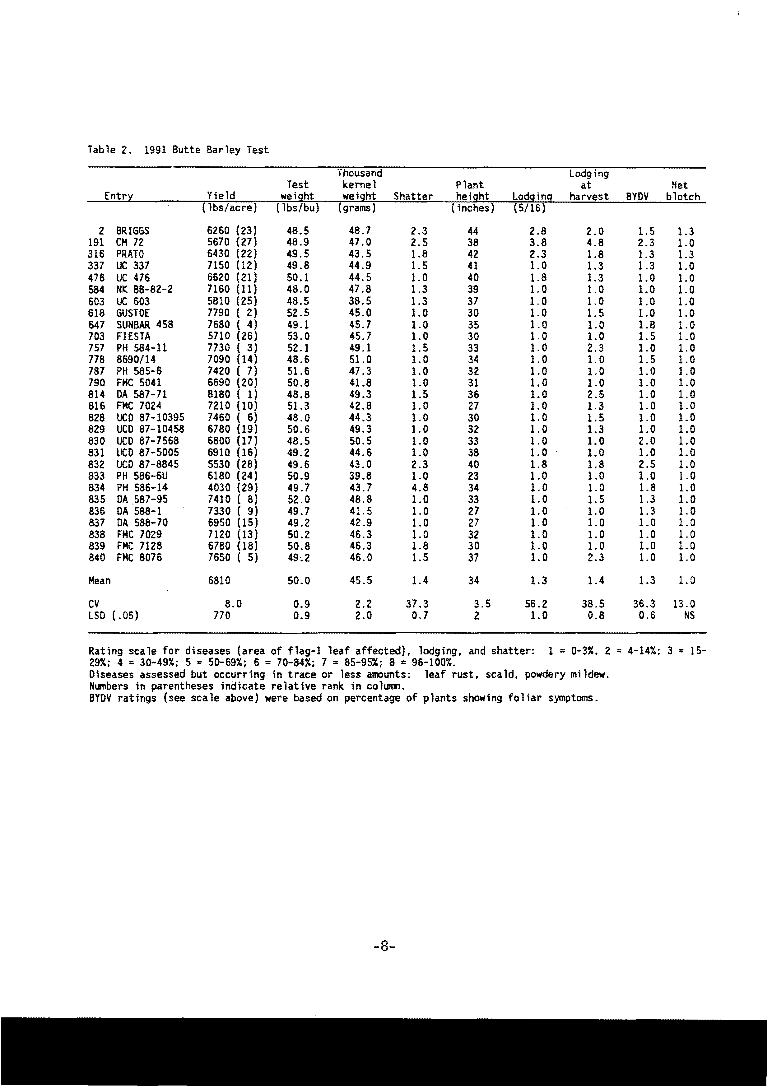 Table 2. 1991 Butte Barley Test
Thousand Lodging
Test kernel Plant at Net
Entry Yield weight weight Shatter height Lodging harvest BYDV blotch
(lbs/acre) (lbs/bu) (grams) (inches) (5/16)
2 BRIGGS 6260 (23) 48.5 48.7 2.3 44 2.8 2.0 1.5 1.3
191 CM 72 5670 (27) 48.9 47.0 2.5 38 3.8 4.8 2.3 1.0
316 PRATO 6430 (22) 49.5 43.5 1.8 42 2.3 1.8 1.3 1.3
337 UC 337 7150 (12) 49.8 44.9 1.5 41 1.0 1.3 1.3 1.0
476 UC 476 6620 (21) 50.1 44.5 1.0 40 1.8 1.3 1.0 1.0
584 NK 88-82-2 7160 (11) 48.0 47.8 1.3 39 1.0 1.0 1.0 1.0
603 UC 603 5810 (25) 48.5 38.5 1.3 37 1.0 1.0 1.0 1.0
618 GUSTOE 7790 ( 2) 52.5 45.0 1.0 30 1.0 1.5 1.0 1.0
647 SUNBAR 458 7680 ( 4) 49.1 45.7 1.0 35 1.0 1.0 1.8 1.0
703 FIESTA 5710 (26) 53.0 45.7 1.0 30 1.0 1.0 1.5 1.0
757 PH 584-11 7730 ( 3) 52.1 49.1 1.5 33 1.0 2.3 1.0 1.0
778 8690/14 7090 (14) 48.6 51.0 1.0 34 1.0 1.0 1.5 1.0
787 PH 585-6 7420 ( 7) 51.6 47.3 1.0 32 1.0 1.0 1.0 1.0
790 FMC 5041 6690 (20) 50.8 41.8 1.0 31 1.0 1.0 1.0 1.0
814 DA 587-71 8180 ( 1) 48.8 49.3 1.5 36 1.0 2.5 1.0 1.0
816 FMC 7024 7210 (10) 51.3 42.8 1.0 27 1.0 1.3 1.0 1.0
828 UCD 87-10395 7460 ( 6) 48.0 44.3 1.0 30 1.0 1.5 1.0 1.0
829 UCD 87-10458 6780 (19) 50.6 49.3 1.0 32 1.0 1.3 1.0 1.0
830 UCD 87-7568 6800 (17) 48.5 50.5 1.0 33 1.0 1.0 2.0 1.0
831 UCD 87-5005 6910 (16) 49.2 44.6 1.0 38 1.0 1.0 1.0 1.0
832 UCD 87-8845 5530 (28) 49.6 43.0 2.3 40 1.8 1.8 2.5 1.0
833 PH 586-6U 6180 (24) 50.9 39.8 1.0 23 1.0 1.0 1.0 1.0
834 PH 586-14 4030 (29) 49.7 43.7 4.8 34 1.0 1.0 1.8 1.0
835 DA 587-95 7410 ( 8) 52.0 48.8 1.0 33 1.0 1.5 1.3 1.0
836 DA 588-1 7330 ( 9) 49.7 41.5 1.0 27 1.0 1.0 1.3 1.0
837 DA 588-70 6950 (15) 49.2 42.9 1.0 27 1.0 1.0 1.0 1.0
838 FMC 7029 7120 (13) 50.2 46.3 1.0 32 1.0 1.0 1.0 1.0
839 FMC 7128 6780 (18) 50.8 46.3 1.8 30 1.0 1.0 1.0 1.0
840 FMC 8076 7650 ( 5) 49.2 46.0 1.5 37 1.0 2.3 1.0 1.0
Mean 6810 50.0 45.5 1.4 34 1.3 1.4 1.3 1.0
CV 8.0 0.9 2.2 37.3 3.5 56.2 38.5 36.3 13.0
LSD (.05) 770 0.9 2.0 0.7 2 1.0 0.8 0.6 NS
Rating scale for diseases (area of flag-1 leaf affected), lodging, and shatter: 1 = 0-3%, 2 = 4-14%; 3 = 15-
29%; 4 = 30-49%; 5 = 50-69%; 6 = 70-84%; 7 = 85-95%; 8 = 96-100%.
Diseases assessed but occurring in trace or less amounts: leaf rust, scald, powdery mildew.
Numbers in parentheses indicate relative rank in column.
BYDV ratings (see scale above) were based on percentage of plants showing foliar symptoms.
-8-